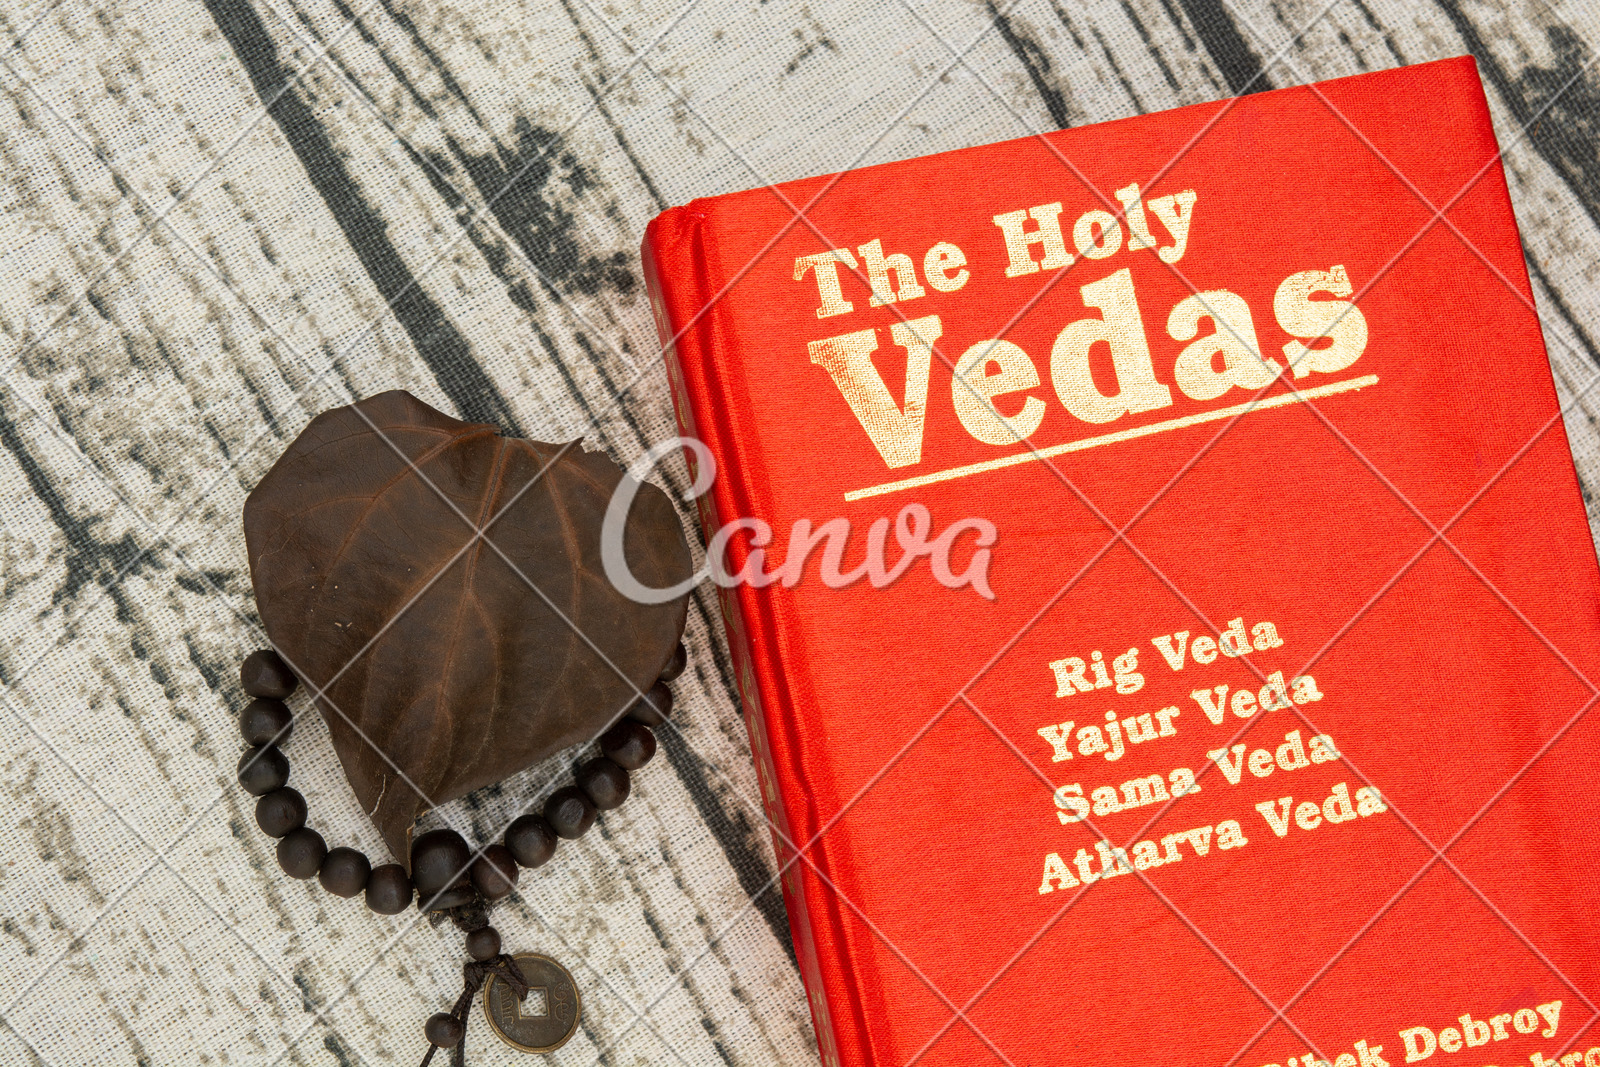 The Holy
Vedas
Canva
Rig Veda
Yajur Veda
Sama Veda
Atharva Veda
Debroy